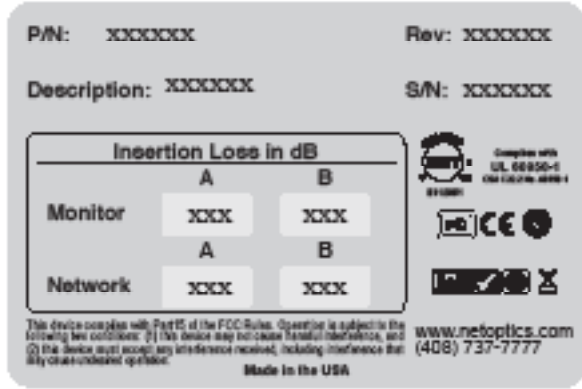 P/N: XXXXXX Rev: XXXXXX
Description: XXXXXX S/N: XXXXXX
Insertion Loss in dB
A B
Monitor XXX XXX
A B
Network XXX XXX
Complies with
UL 60950-1
This device complies with Part15 of the FCC Rules. Operation is subject to the
following two conditions: (1) this device may not cause harmful interference, and
(2) this device must accept any interference received, including interference that
may cause undesired operation.
Made in the USA
www.netoptics.com
(408) 737-7777